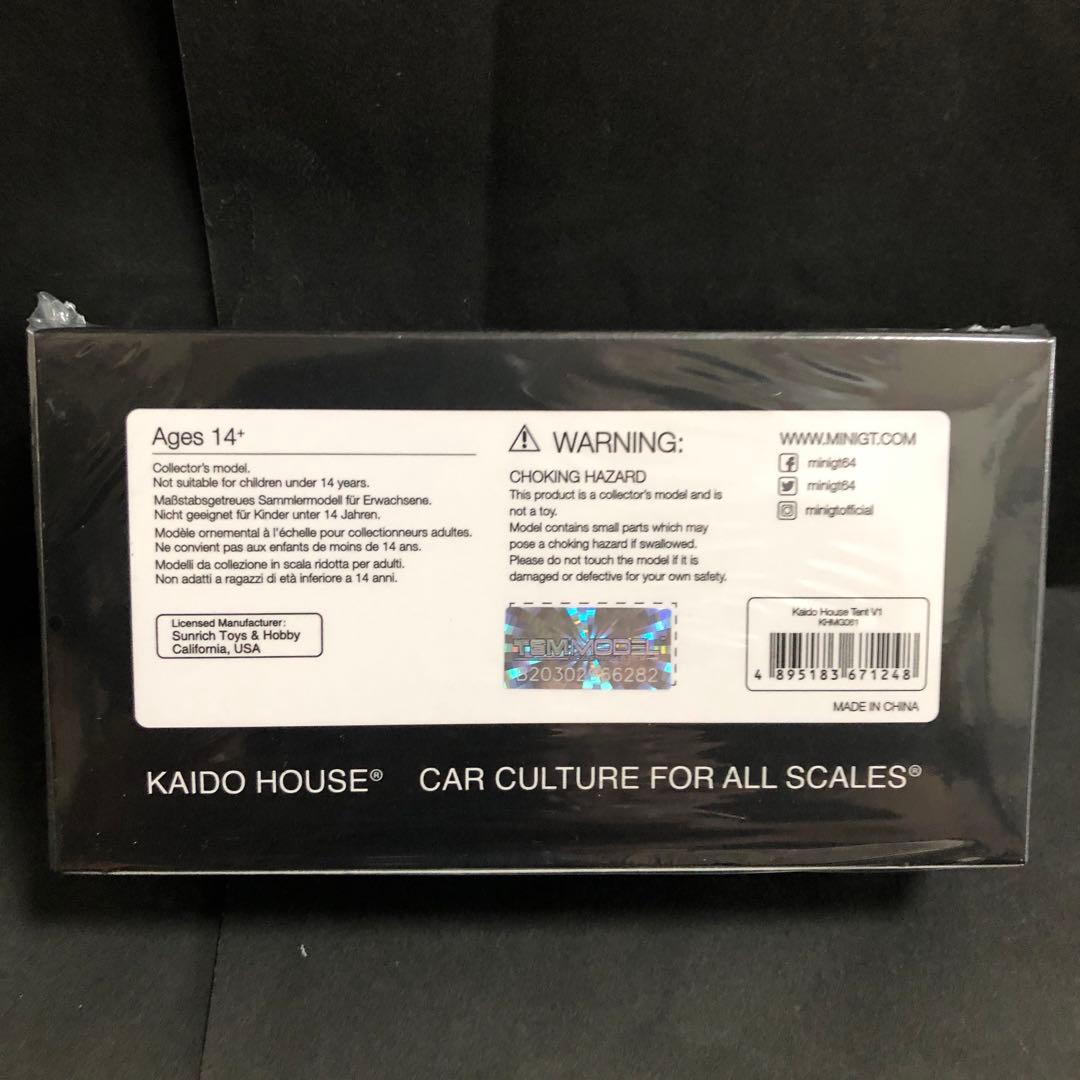 Ages 14+
Collector's model.
Not suitable for children under 14 years.
Maßstabsgetreues Sammlermodell für Erwachsene.
Nicht geeignet für Kinder unter 14 Jahren.
Modèle ornemental à l'échelle pour collectionneurs adultes.
Ne convient pas aux enfants de moins de 14 ans.
Modelli da collezione in scala ridotta per adulti.
Non adatti a ragazzi di età inferiore a 14 anni.
Licensed Manufacturer:
Sunrich Toys & Hobby
California, USA
WARNING:
CHOKING HAZARD
This product is a collector's model and is
not a toy.
Model contains small parts which may
pose a choking hazard if swallowed.
Please do not touch the model if it is
damaged or defective for your own safety.
TSM MODEL
WWW.MINIGT.COM
minigt64
minigt64
minigtofficial
Kaido House Tent V1
KHMG061
4 895183 671248
MADE IN CHINA
KAIDO HOUSE® CAR CULTURE FOR ALL SCALES®